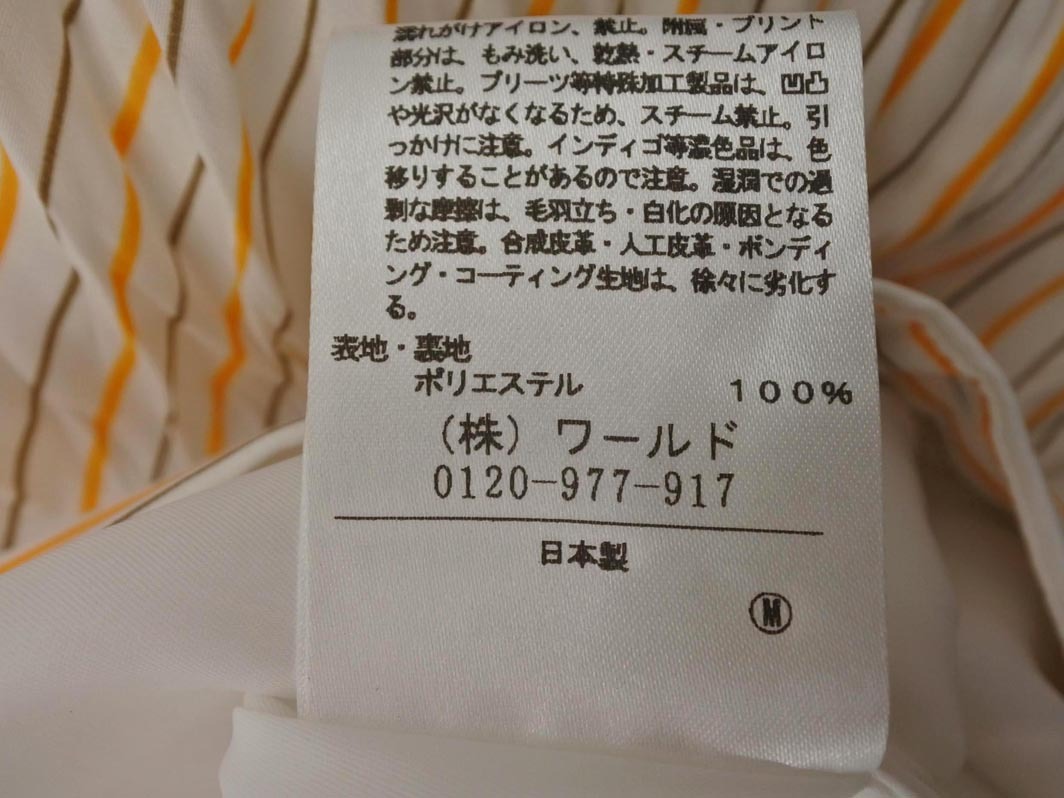 濡れがけアイロン、禁止。附属・プリント
部分は、もみ洗い、乾熱・スチームアイロ
ン禁止。プリーツ等特殊加工製品は、凹凸
や光沢がなくなるため、スチーム禁止。引
っかけに注意。インディゴ等濃色品は、色
移りすることがあるので注意。湿潤での過
剰な摩擦は、毛羽立ち・白化の原因となる
ため注意。合成皮革・人工皮革・ボンディ
ング・コーティング生地は、徐々に劣化す
る。
表地・裏地
ポリエステル １００％
（株）ワールド
0120-977-917
日本製
Ⓜ